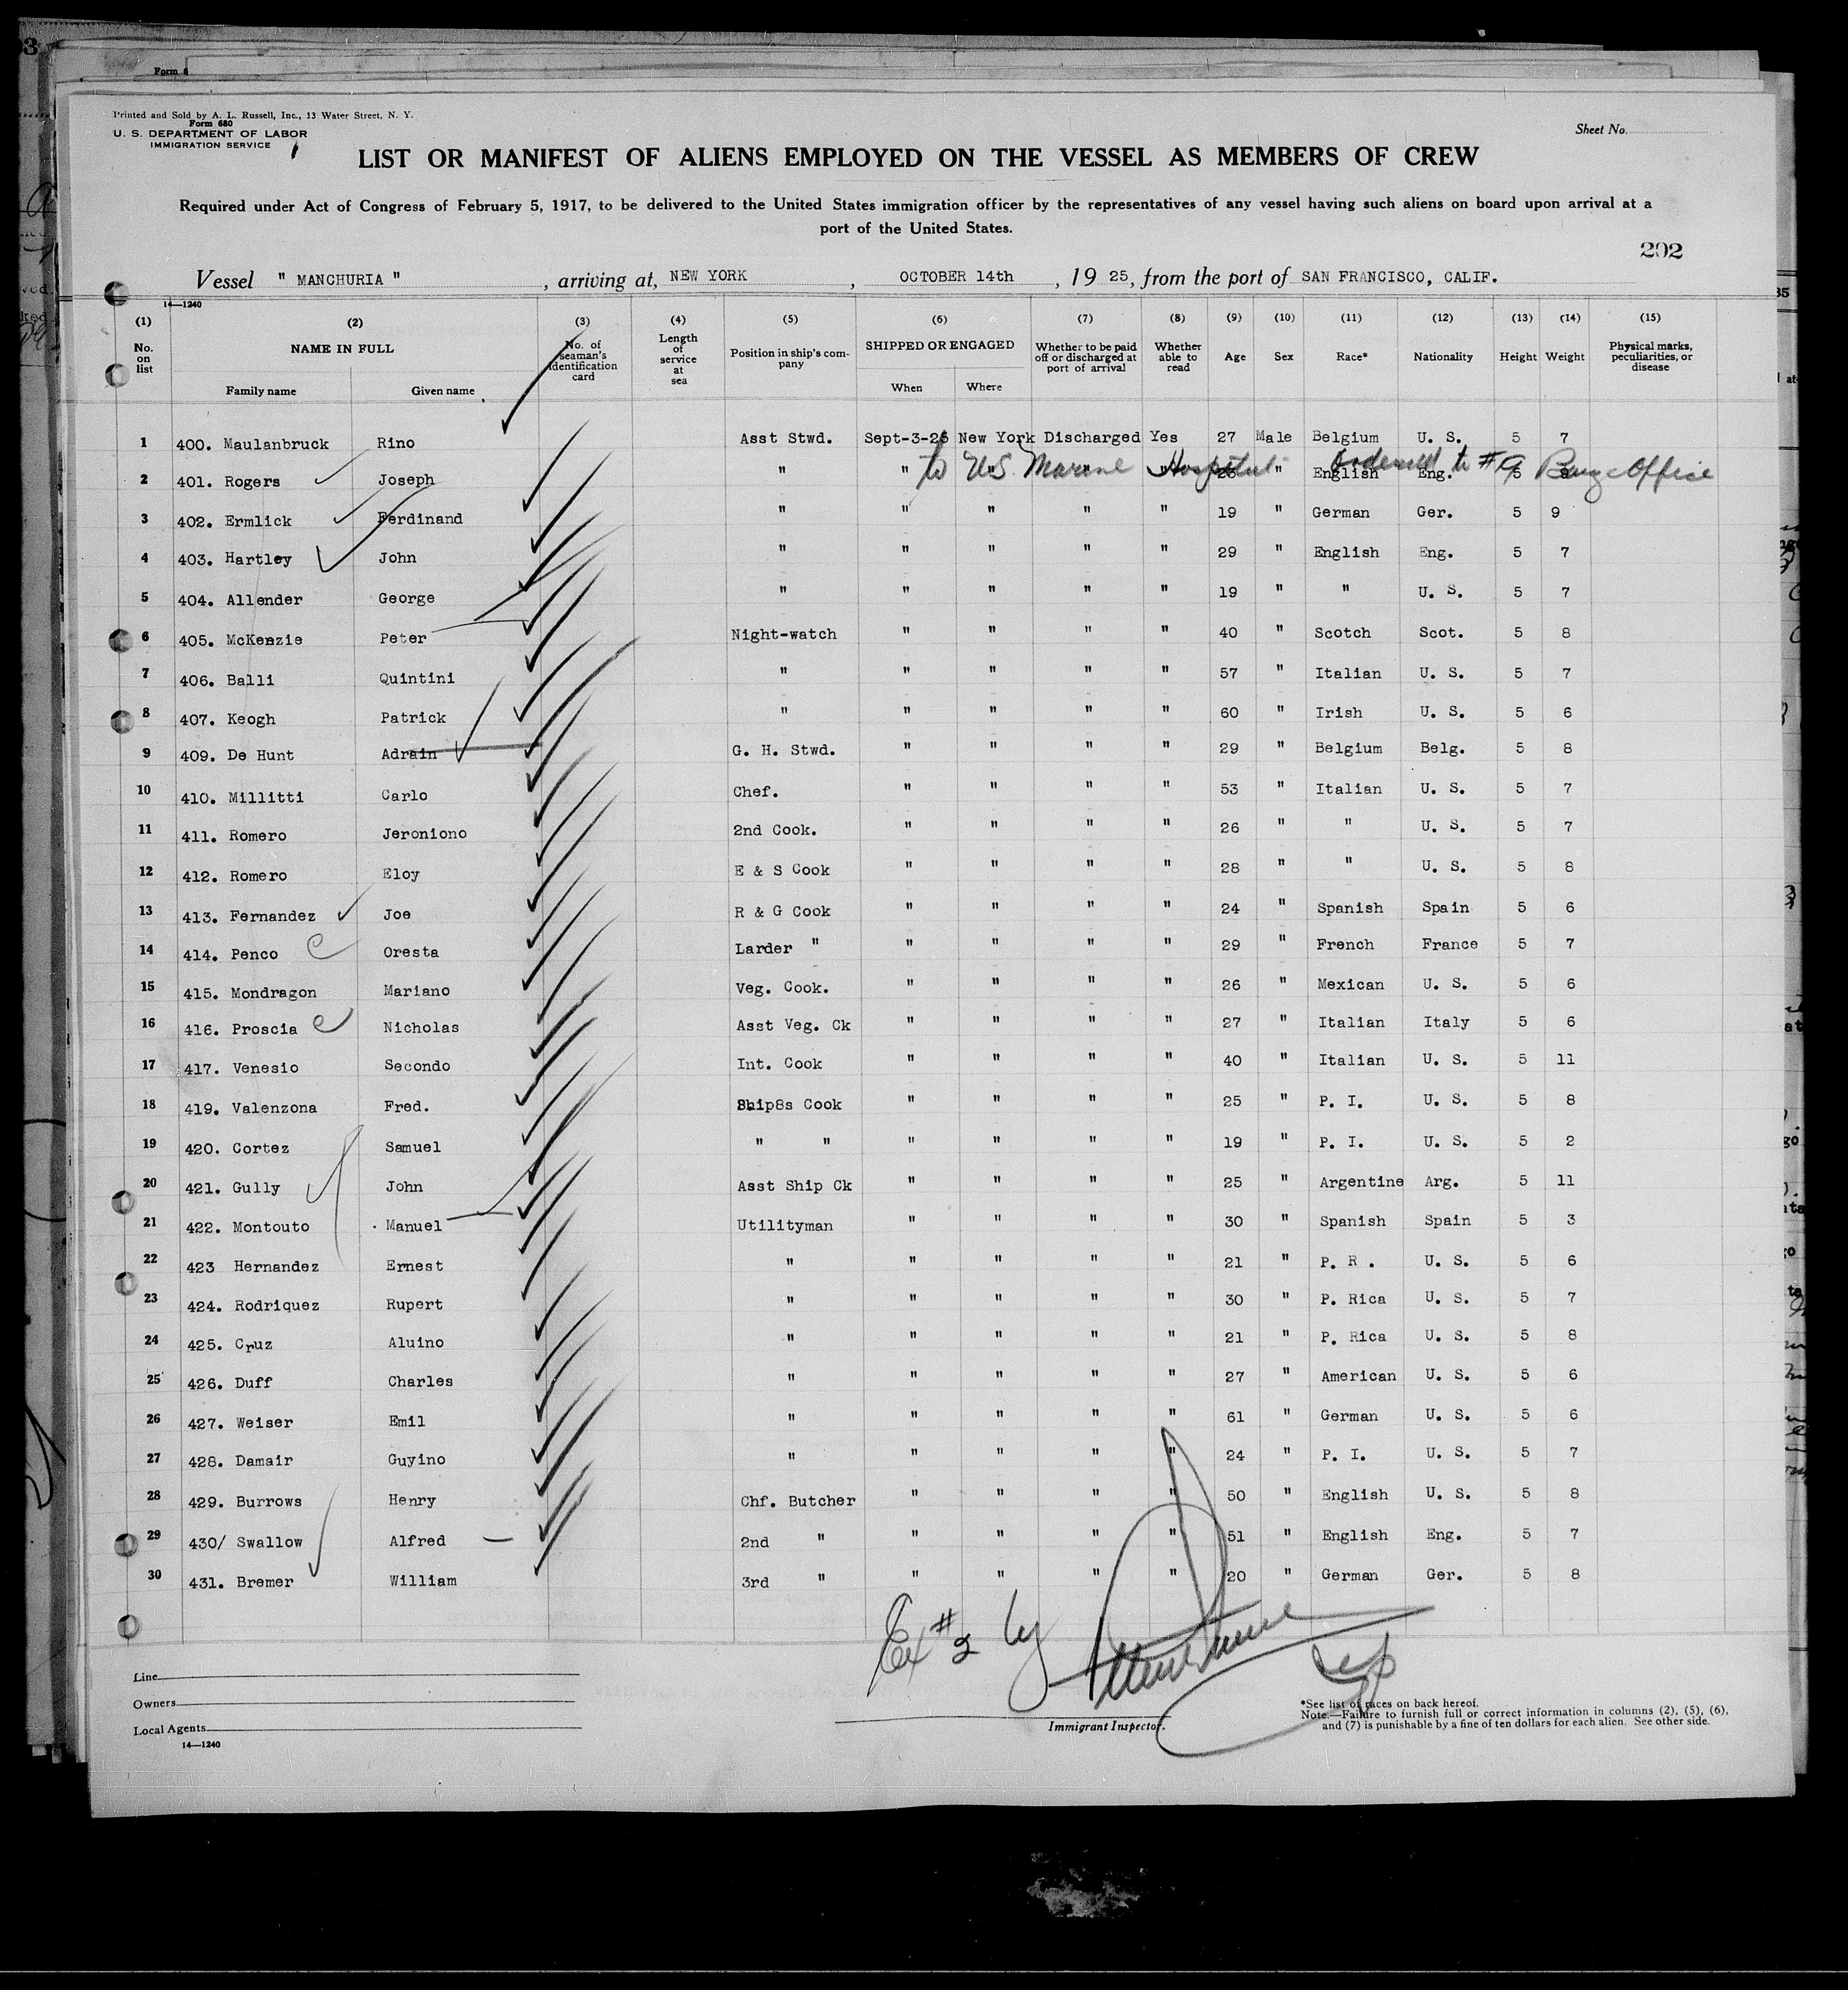 Form 6
Printed and Sold by A. L. Russell, Inc., 13 Water Street, N. Y.
Form 680
U. S. DEPARTMENT OF LABOR
IMMIGRATION SERVICE
Sheet No.
LIST OR MANIFEST OF ALIENS EMPLOYED ON THE VESSEL AS MEMBERS OF CREW
Required under Act of Congress of February 5, 1917, to be delivered to the United States immigration officer by the representatives of any vessel having such aliens on board upon arrival at a
port of the United States.
202
Vessel " MANCHURIA " , arriving at, NEW YORK , OCTOBER 14th , 19 25, from the port of SAN FRANCISCO, CALIF.
14—1240
(1) (2) (3) (4) (5) (6) (7) (8) (9) (10) (11) (12) (13) (14) (15)
No. on list NAME IN FULL No. of seaman's identification card Length of service at sea Position in ship's company SHIPPED OR ENGAGED Whether to be paid off or discharged at port of arrival Whether able to read Age Sex Race* Nationality Height Weight Physical marks, peculiarities, or disease
Family name Given name When Where
1 400. Maulanbruck Rino Asst Stwd. Sept-3-25 New York Discharged Yes 27 Male Belgium U. S. 5 7
to U.S. Marine Hospital ordered to #9 Barge Office
2 401. Rogers Joseph " " " " " " English Eng. 5 8
3 402. Ermlick Ferdinand " " " " " 19 " German Ger. 5 9
4 403. Hartley John " " " " " 29 " English Eng. 5 7
5 404. Allender George " " " " " 19 " " U. S. 5 7
6 405. McKenzie Peter Night-watch " " " " 40 " Scotch Scot. 5 8
7 406. Balli Quintini " " " " " 57 " Italian U. S. 5 7
8 407. Keogh Patrick " " " " " 60 " Irish U. S. 5 6
9 409. De Hunt Adrain G. H. Stwd. " " " " 29 " Belgium Belg. 5 8
10 410. Millitti Carlo Chef. " " " " 53 " Italian U. S. 5 7
11 411. Romero Jeroniono 2nd Cook. " " " " 26 " " U. S. 5 7
12 412. Romero Eloy E & S Cook " " " " 28 " " U. S. 5 8
13 413. Fernandez Joe R & G Cook " " " " 24 " Spanish Spain 5 6
14 414. Penco Oresta Larder " " " " " 29 " French France 5 7
15 415. Mondragon Mariano Veg. Cook. " " " " 26 " Mexican U. S. 5 6
16 416. Proscia Nicholas Asst Veg. Ck " " " " 27 " Italian Italy 5 6
17 417. Venesio Secondo Int. Cook " " " " 40 " Italian U. S. 5 11
18 419. Valenzona Fred. Ship8s Cook " " " " 25 " P. I. U. S. 5 8
19 420. Cortez Samuel " " " " " " 19 " P. I. U. S. 5 2
20 421. Gully John Asst Ship Ck " " " " 25 " Argentine Arg. 5 11
21 422. Montouto Manuel Utilityman " " " " 30 " Spanish Spain 5 3
22 423 Hernandez Ernest " " " " " 21 " P. R . U. S. 5 6
23 424. Rodriquez Rupert " " " " " 30 " P. Rica U. S. 5 7
24 425. Cruz Aluino " " " " " 21 " P. Rica U. S. 5 8
25 426. Duff Charles " " " " " 27 " American U. S. 5 6
26 427. Weiser Emil " " " " " 61 " German U. S. 5 6
27 428. Damair Guyino " " " " " 24 " P. I. U. S. 5 7
28 429. Burrows Henry Chf. Butcher " " " " 50 " English U. S. 5 8
29 430/ Swallow Alfred 2nd " " " " " 51 " English Eng. 5 7
30 431. Bremer William 3rd " " " " " 20 " German Ger. 5 8
Ex #2 by
Line
Owners
Local Agents
14—1240
Immigrant Inspector.
*See list of races on back hereof.
Note.—Failure to furnish full or correct information in columns (2), (5), (6),
and (7) is punishable by a fine of ten dollars for each alien. See other side.